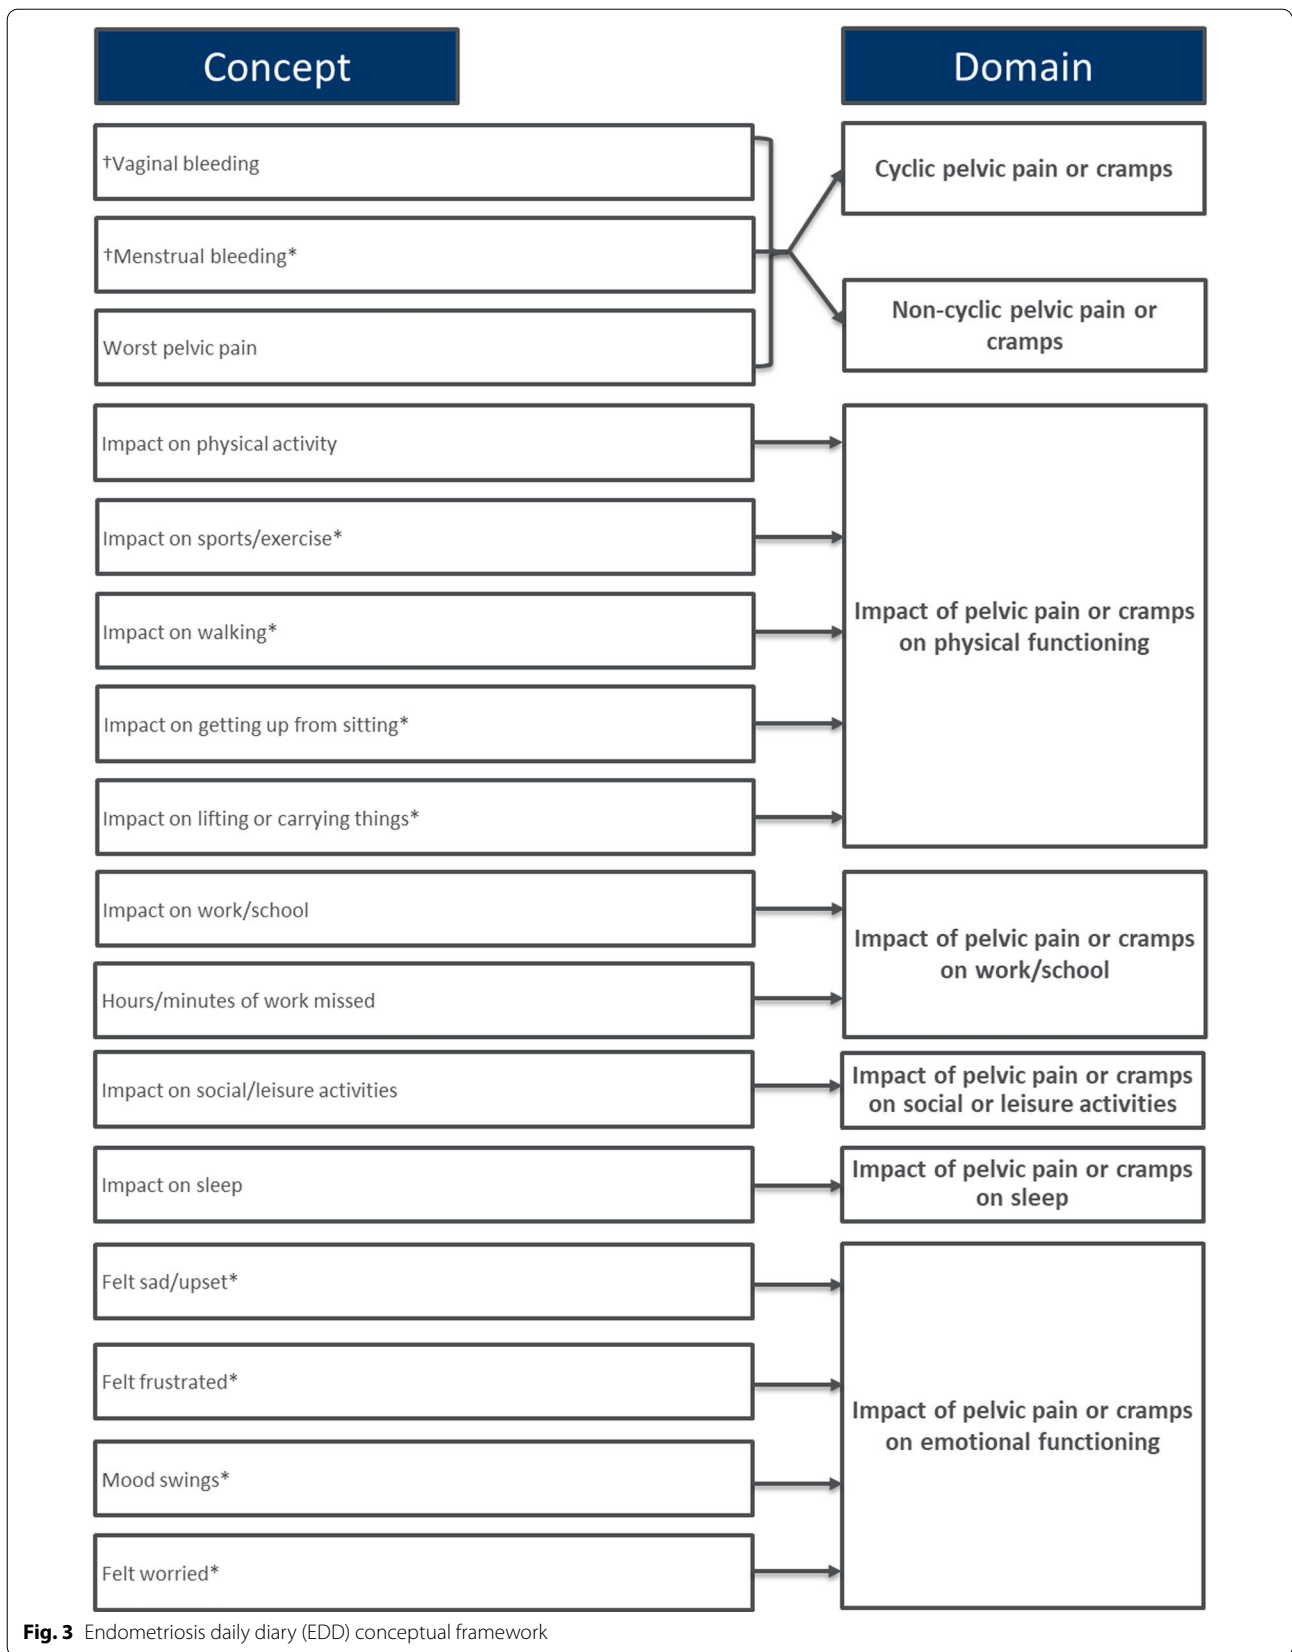 Concept
Domain
†Vaginal bleeding
†Menstrual bleeding*
Worst pelvic pain
Cyclic pelvic pain or cramps
Non-cyclic pelvic pain or
cramps
Impact on physical activity
Impact on sports/exercise*
Impact on walking*
Impact on getting up from sitting*
Impact on lifting or carrying things*
Impact of pelvic pain or cramps
on physical functioning
Impact on work/school
Hours/minutes of work missed
Impact of pelvic pain or cramps
on work/school
Impact on social/leisure activities
Impact of pelvic pain or cramps
on social or leisure activities
Impact on sleep
Impact of pelvic pain or cramps
on sleep
Felt sad/upset*
Felt frustrated*
Mood swings*
Felt worried*
Impact of pelvic pain or cramps
on emotional functioning
Fig. 3 Endometriosis daily diary (EDD) conceptual framework